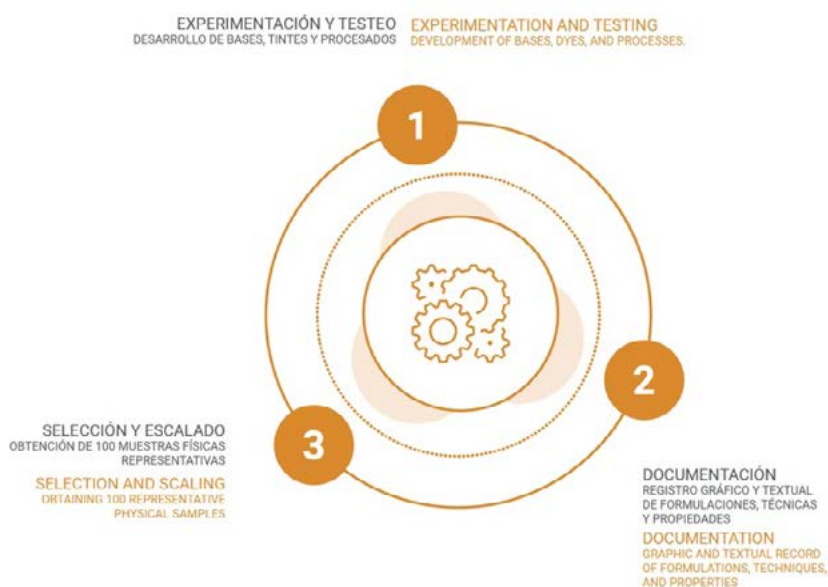 EXPERIMENTACIÓN Y TESTEO
DESARROLLO DE BASES, TINTES Y PROCESADOS
EXPERIMENTATION AND TESTING
DEVELOPMENT OF BASES, DYES, AND PROCESSES.
1
2
3
SELECCIÓN Y ESCALADO
OBTENCIÓN DE 100 MUESTRAS FÍSICAS
REPRESENTATIVAS
SELECTION AND SCALING
OBTAINING 100 REPRESENTATIVE
PHYSICAL SAMPLES
DOCUMENTACIÓN
REGISTRO GRÁFICO Y TEXTUAL
DE FORMULACIONES, TÉCNICAS
Y PROPIEDADES
DOCUMENTATION
GRAPHIC AND TEXTUAL RECORD
OF FORMULATIONS, TECHNIQUES,
AND PROPERTIES